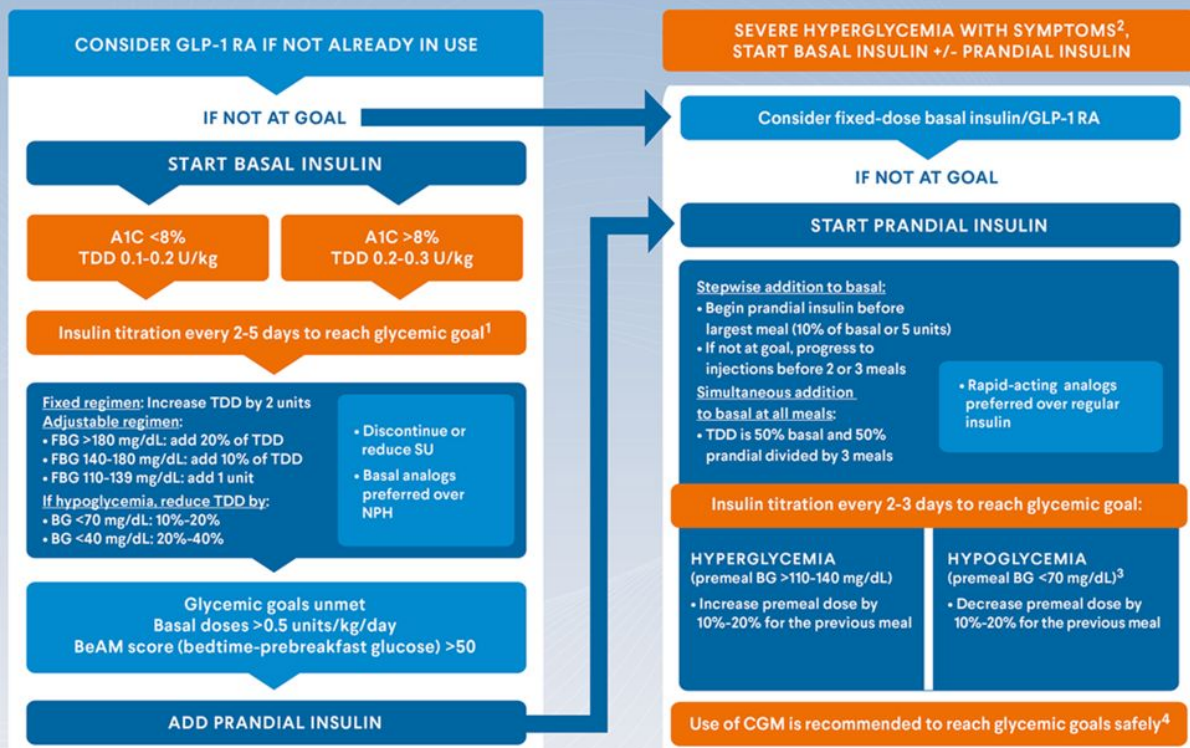 CONSIDER GLP-1 RA IF NOT ALREADY IN USE
IF NOT AT GOAL
START BASAL INSULIN
A1C <8%
TDD 0.1-0.2 U/kg
A1C >8%
TDD 0.2-0.3 U/kg
Insulin titration every 2-5 days to reach glycemic goal1
Fixed regimen: Increase TDD by 2 units
Adjustable regimen:
• FBG >180 mg/dL: add 20% of TDD
• FBG 140-180 mg/dL: add 10% of TDD
• FBG 110-139 mg/dL: add 1 unit
If hypoglycemia, reduce TDD by:
• BG <70 mg/dL: 10%-20%
• BG <40 mg/dL: 20%-40%
• Discontinue or
reduce SU
• Basal analogs
preferred over
NPH
Glycemic goals unmet
Basal doses >0.5 units/kg/day
BeAM score (bedtime-prebreakfast glucose) >50
ADD PRANDIAL INSULIN
SEVERE HYPERGLYCEMIA WITH SYMPTOMS2,
START BASAL INSULIN +/- PRANDIAL INSULIN
Consider fixed-dose basal insulin/GLP-1 RA
IF NOT AT GOAL
START PRANDIAL INSULIN
Stepwise addition to basal:
• Begin prandial insulin before
largest meal (10% of basal or 5 units)
• If not at goal, progress to
injections before 2 or 3 meals
Simultaneous addition
to basal at all meals:
• TDD is 50% basal and 50%
prandial divided by 3 meals
• Rapid-acting analogs
preferred over regular
insulin
Insulin titration every 2-3 days to reach glycemic goal:
HYPERGLYCEMIA
(premeal BG >110-140 mg/dL)
• Increase premeal dose by
10%-20% for the previous meal
HYPOGLYCEMIA
(premeal BG <70 mg/dL)3
• Decrease premeal dose by
10%-20% for the previous meal
Use of CGM is recommended to reach glycemic goals safely4